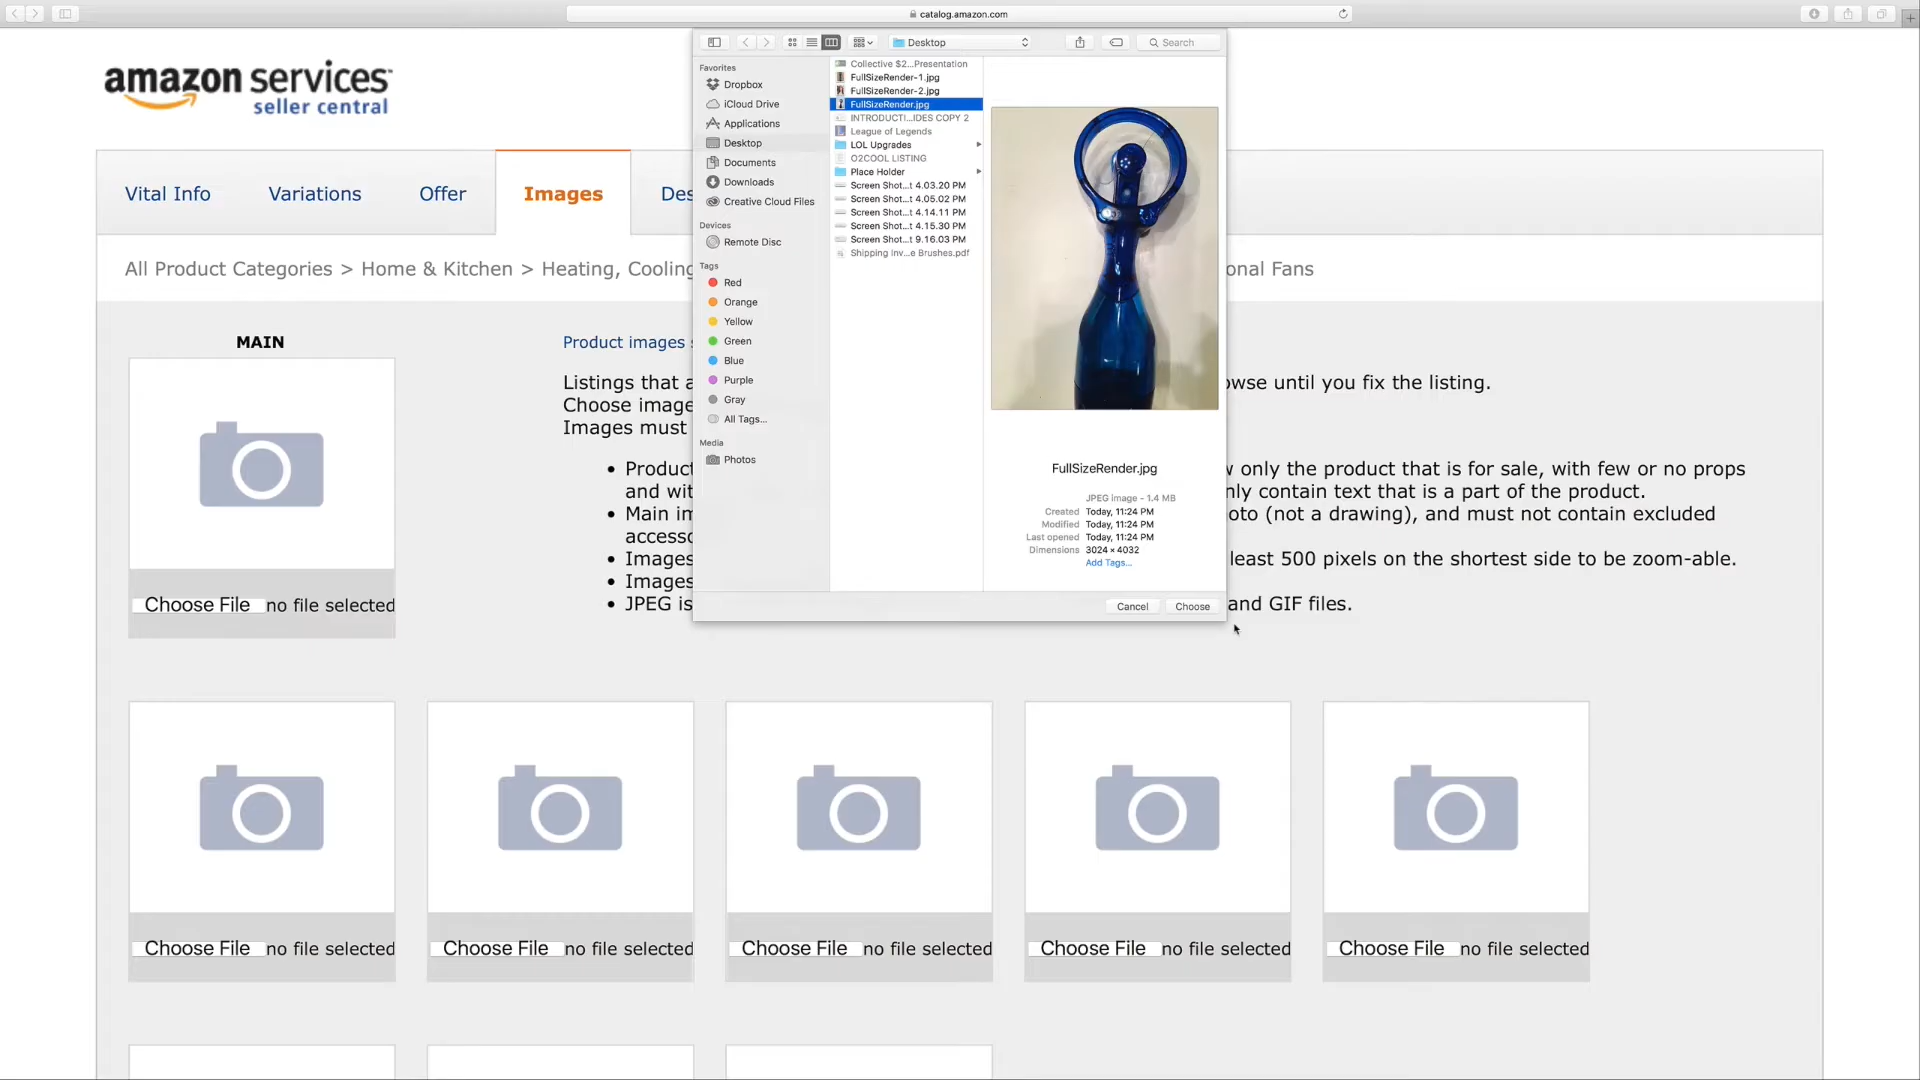 catalog.amazon.com
amazon services
seller central
Desktop
Search
Favorites
Dropbox
iCloud Drive
Applications
Desktop
Documents
Downloads
Creative Cloud Files
Devices
Remote Disc
Tags
Red
Orange
Yellow
Green
Blue
Purple
Gray
All Tags...
Media
Photos
Collective $2...Presentation
FullSizeRender-1.jpg
FullSizeRender-2.jpg
FullSizeRender.jpg
INTRODUCTI...IDES COPY 2
League of Legends
LOL Upgrades
O2COOL LISTING
Place Holder
Screen Shot...t 4.03.20 PM
Screen Shot...t 4.05.02 PM
Screen Shot...t 4.14.11 PM
Screen Shot...t 4.15.30 PM
Screen Shot...t 9.16.03 PM
Shipping Inv...e Brushes.pdf
FullSizeRender.jpg
JPEG image - 1.4 MB
Created Today, 11:24 PM
Modified Today, 11:24 PM
Last opened Today, 11:24 PM
Dimensions 3024 × 4032
Add Tags...
Cancel Choose
Vital Info Variations Offer Images Des
All Product Categories > Home & Kitchen > Heating, Cooling onal Fans
MAIN
Product images
Listings that a owse until you fix the listing.
Choose image
Images must
• Product only the product that is for sale, with few or no props
and wit nly contain text that is a part of the product.
• Main im oto (not a drawing), and must not contain excluded
accesso
• Images least 500 pixels on the shortest side to be zoom-able.
• Images
• JPEG is and GIF files.
Choose File no file selected
Choose File no file selected Choose File no file selected Choose File no file selected Choose File no file selected Choose File no file selected